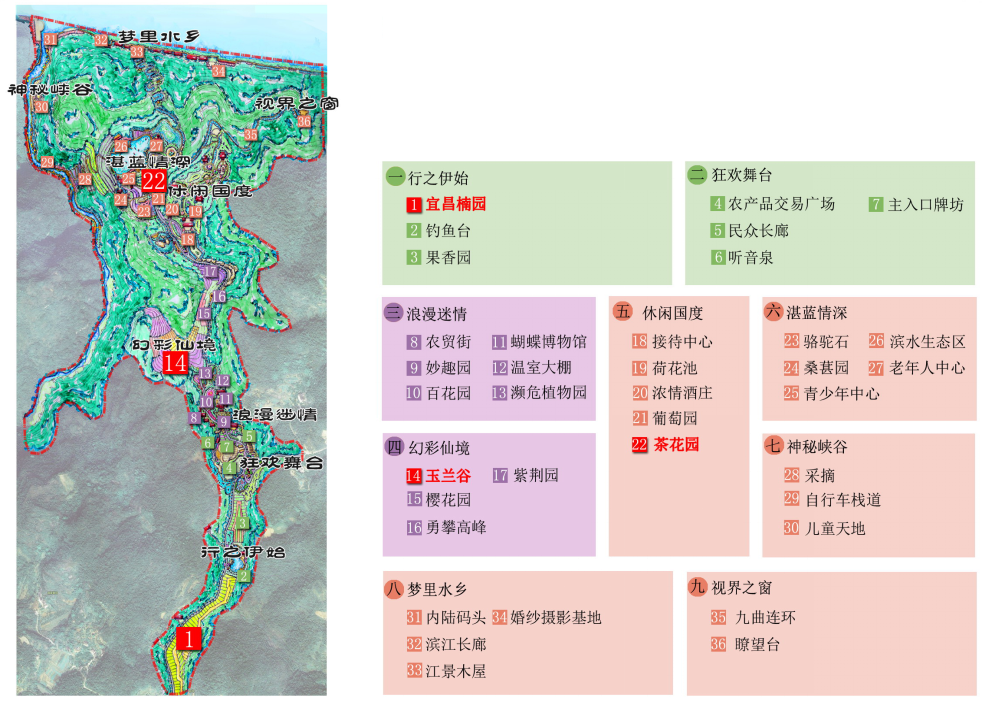 31
32
梦里水乡
33
34
神秘峡谷
30
视界之窗
36
35
26
27
29
湛蓝情深
28
25
22
休闲国度
24
21
23
20
19
18
17
16
15
幻彩仙境
14
13
12
10
11
8
9
浪漫迷情
6
7
5
4
狂欢舞台
3
行之伊始
2
1
一 行之伊始
1 宜昌楠园
2 钓鱼台
3 果香园
二 狂欢舞台
4 农产品交易广场 7 主入口牌坊
5 民众长廊
6 听音泉
三 浪漫迷情
8 农贸街 11 蝴蝶博物馆
9 妙趣园 12 温室大棚
10 百花园 13 濒危植物园
四 幻彩仙境
14 玉兰谷 17 紫荆园
15 樱花园
16 勇攀高峰
五 休闲国度
18 接待中心
19 荷花池
20 浓情酒庄
21 葡萄园
22 茶花园
六 湛蓝情深
23 骆驼石 26 滨水生态区
24 桑葚园 27 老年人中心
25 青少年中心
七 神秘峡谷
28 采摘
29 自行车栈道
30 儿童天地
八 梦里水乡
31 内陆码头 34 婚纱摄影基地
32 滨江长廊
33 江景木屋
九 视界之窗
35 九曲连环
36 瞭望台